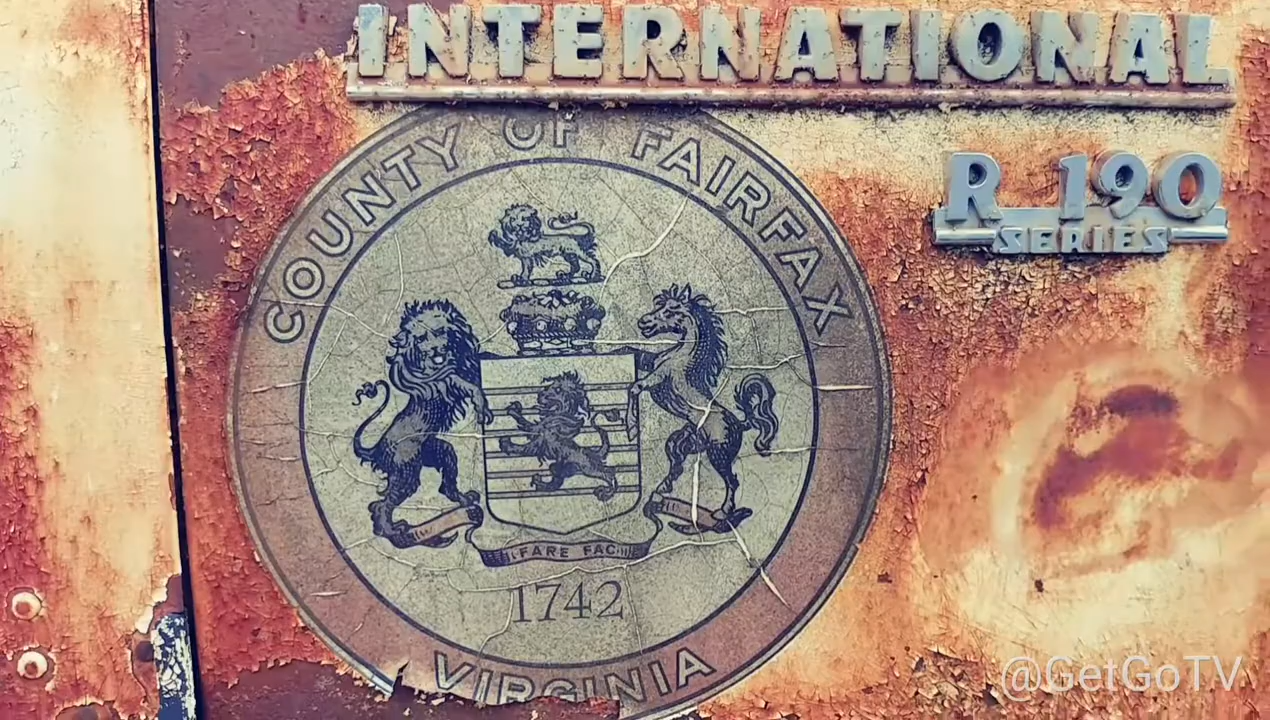 INTERNATIONAL
R 190
SERIES
COUNTY OF FAIRFAX
FARE FAC
1742
VIRGINIA
@GetGoTV